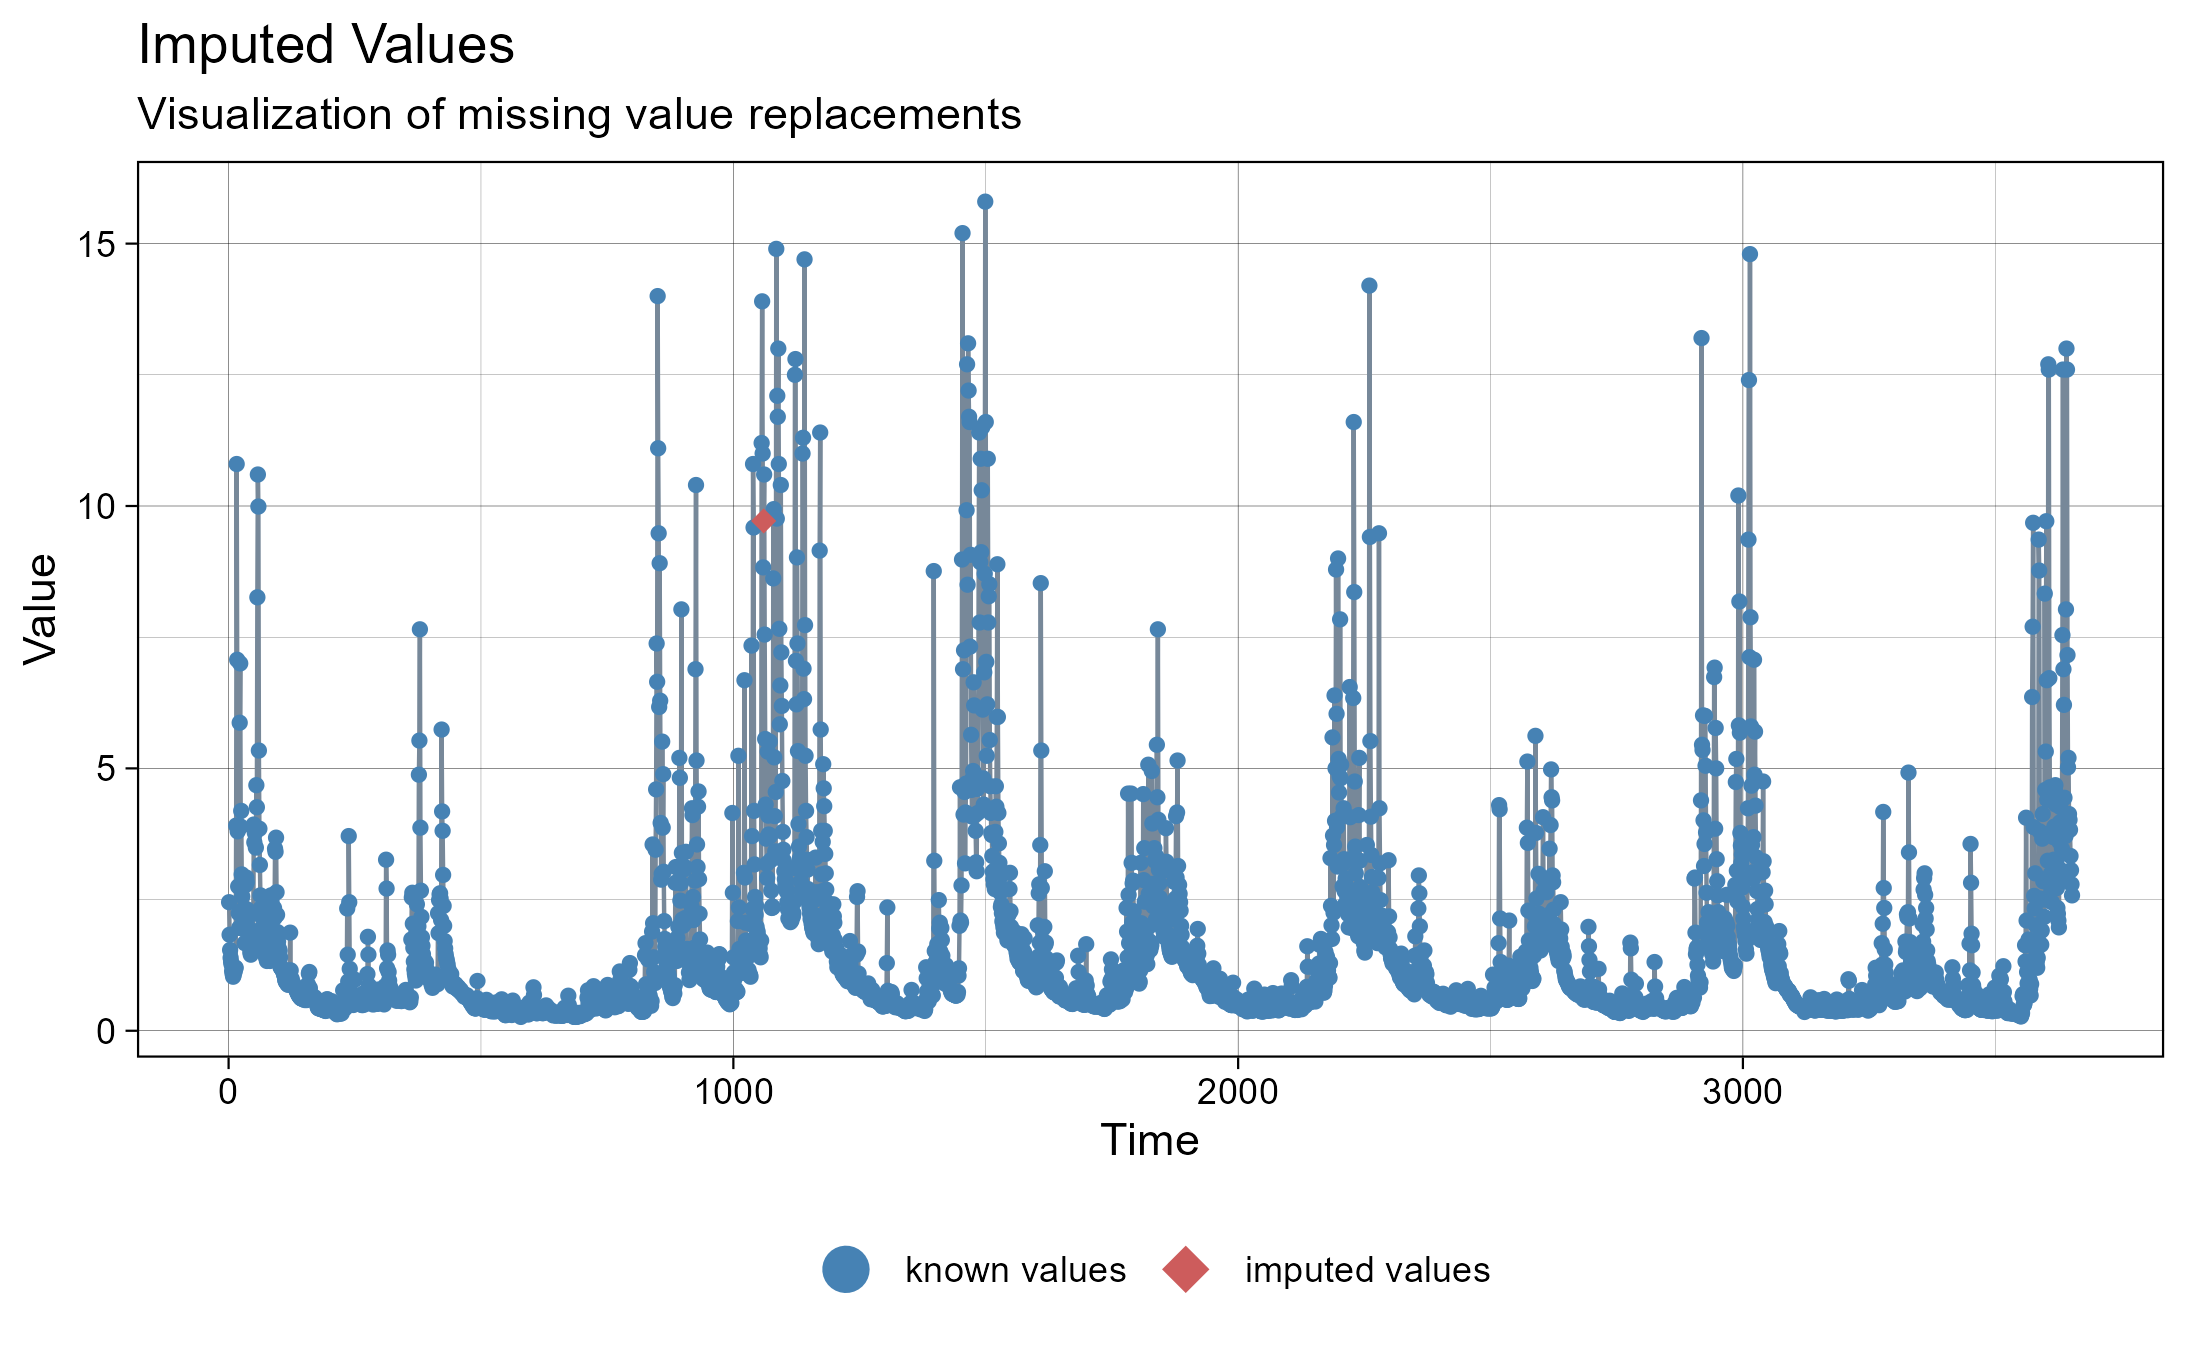 Imputed Values
Visualization of missing value replacements
Value
15
10
5
0
0 1000 2000 3000
Time
known values imputed values